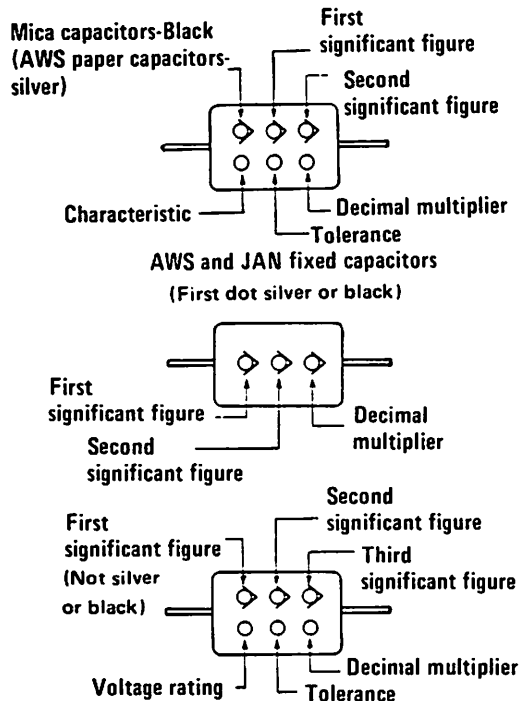 Mica capacitors-Black
(AWS paper capacitors-
silver)
First
significant figure
Second
significant figure
Characteristic
Decimal multiplier
Tolerance
AWS and JAN fixed capacitors
(First dot silver or black)
First
significant figure
Second
significant figure
Decimal
multiplier
First
significant figure
(Not silver
or black)
Second
significant figure
Third
significant figure
Voltage rating
Decimal multiplier
Tolerance